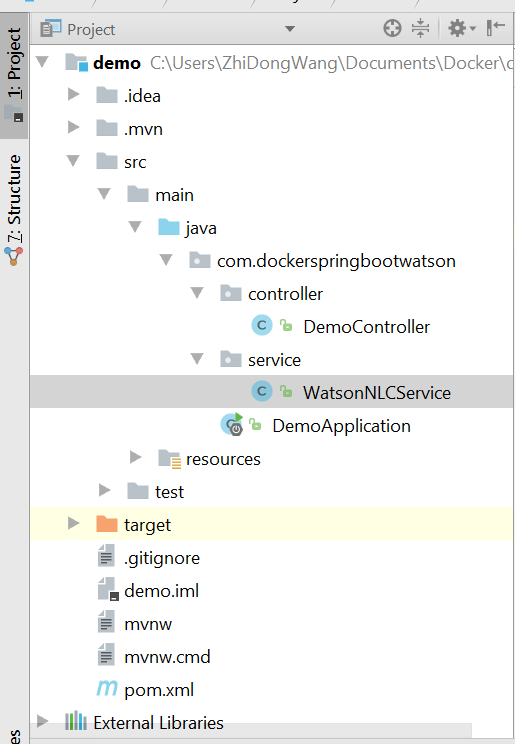 Project
1: Project
7: Structure
demo C:\Users\ZhiDongWang\Documents\Docker\
.idea
.mvn
src
main
java
com.dockerspringbootwatson
controller
DemoController
service
WatsonNLCService
DemoApplication
resources
test
target
.gitignore
demo.iml
mvnw
mvnw.cmd
pom.xml
External Libraries